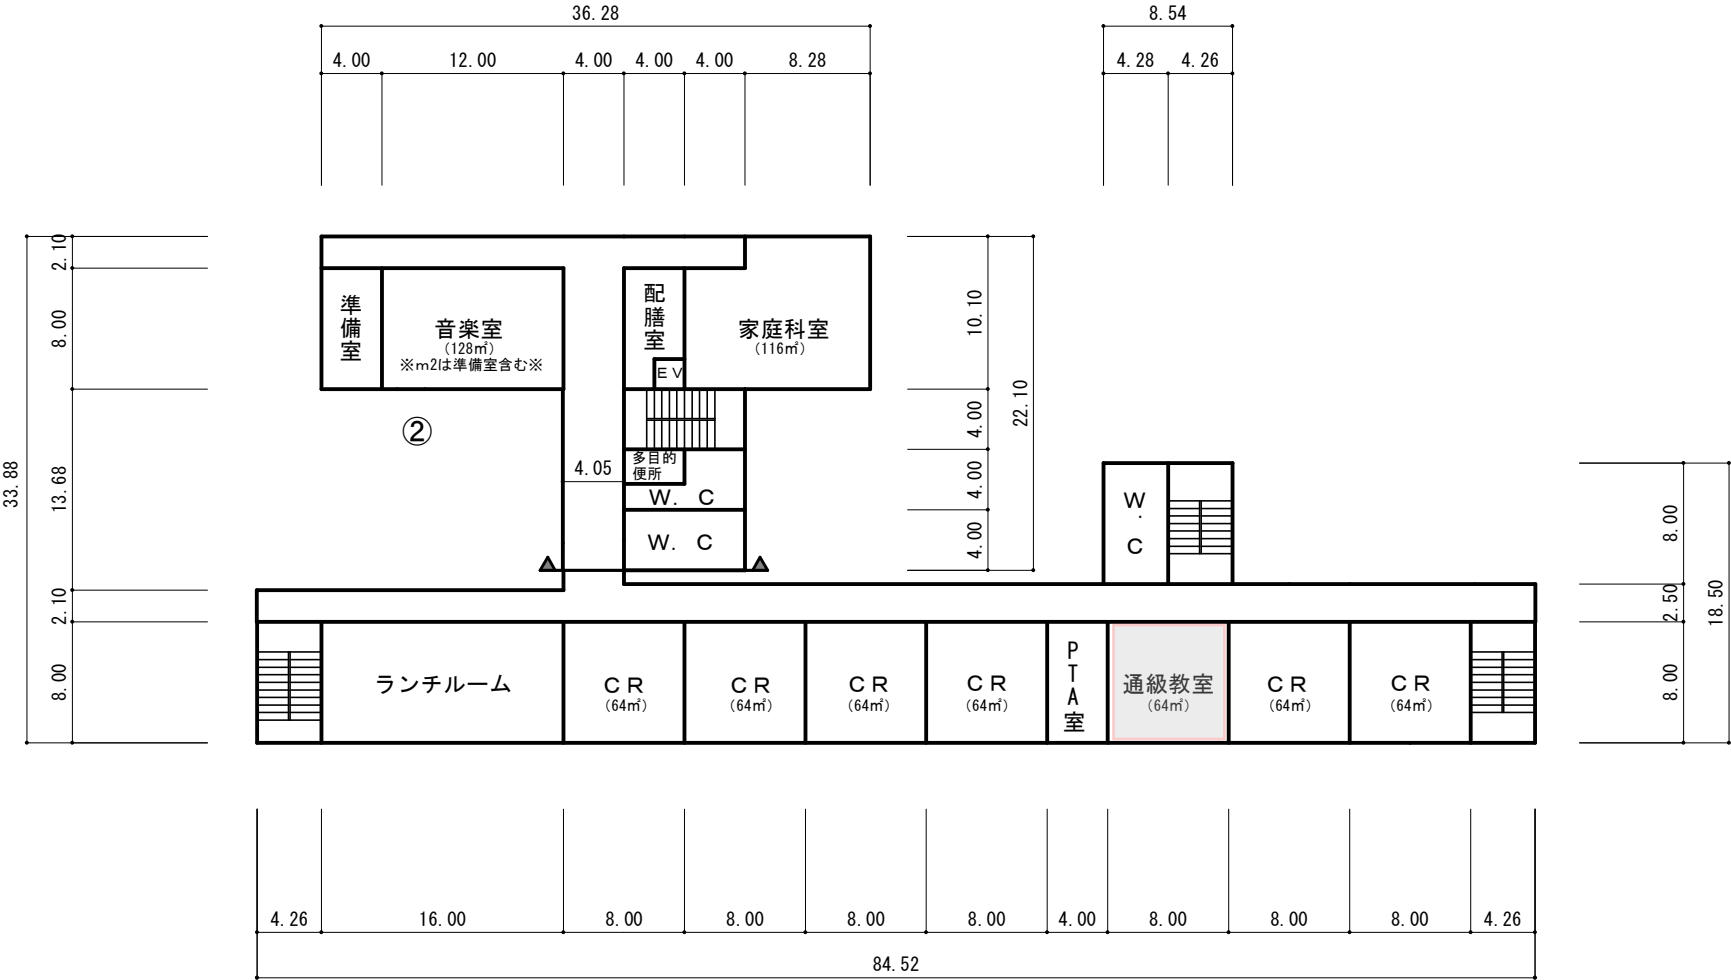 36.28
8.54
4.00 12.00 4.00 4.00 4.00 8.28
4.28 4.26
33.88
2.10
8.00
13.68
2.10
8.00
準備室
音楽室
（128㎡）
※m2は準備室含む※
配膳室
ＥＶ
家庭科室
（116㎡）
②
多目的
便所
4.05
Ｗ．Ｃ
Ｗ．Ｃ
10.10
4.00
4.00
4.00
22.10
Ｗ．Ｃ
8.00
2.50
8.00
18.50
ランチルーム
ＣＲ
（64㎡）
ＣＲ
（64㎡）
ＣＲ
（64㎡）
ＣＲ
（64㎡）
ＰＴＡ室
通級教室
（64㎡）
ＣＲ
（64㎡）
ＣＲ
（64㎡）
4.26 16.00 8.00 8.00 8.00 8.00 4.00 8.00 8.00 8.00 4.26
84.52